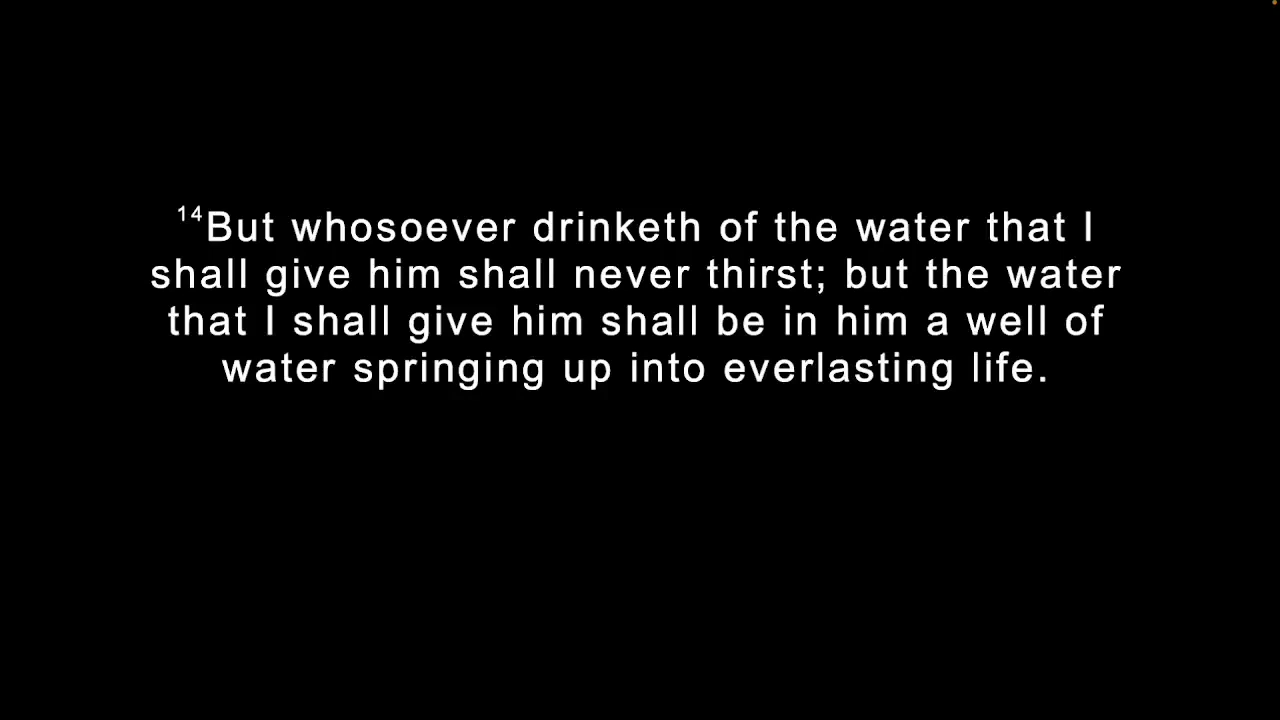 14But whosoever drinketh of the water that I
shall give him shall never thirst; but the water
that I shall give him shall be in him a well of
water springing up into everlasting life.